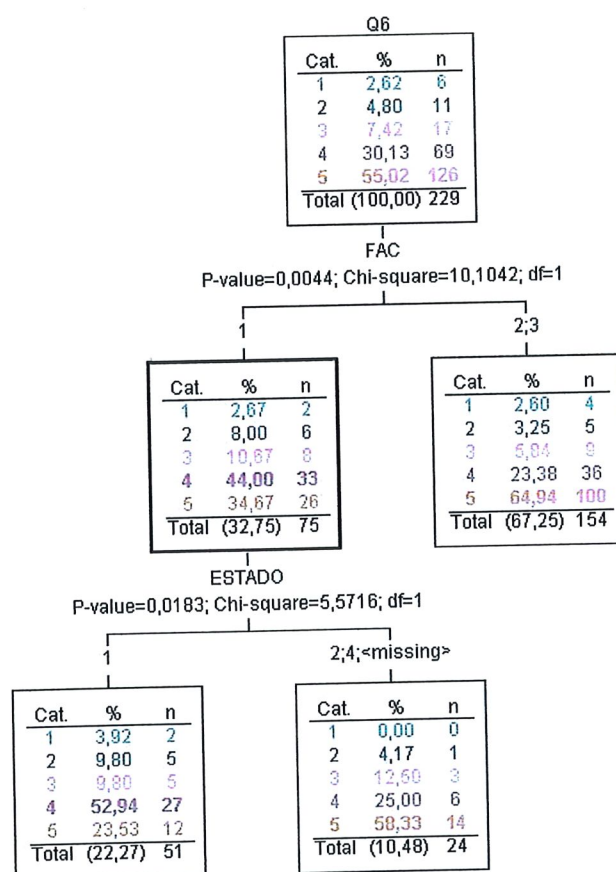 Q6
Cat. % n
1 2,62 6
2 4,80 11
3 7,42 17
4 30,13 69
5 55,02 126
Total (100,00) 229
FAC
P-value=0,0044; Chi-square=10,1042; df=1
1
2;3
Cat. % n
1 2,67 2
2 8,00 6
3 10,67 8
4 44,00 33
5 34,67 26
Total (32,75) 75
Cat. % n
1 2,60 4
2 3,25 5
3 5,84 9
4 23,38 36
5 64,94 100
Total (67,25) 154
ESTADO
P-value=0,0183; Chi-square=5,5716; df=1
1
2;4;<missing>
Cat. % n
1 3,92 2
2 9,80 5
3 9,80 5
4 52,94 27
5 23,53 12
Total (22,27) 51
Cat. % n
1 0,00 0
2 4,17 1
3 12,50 3
4 25,00 6
5 58,33 14
Total (10,48) 24